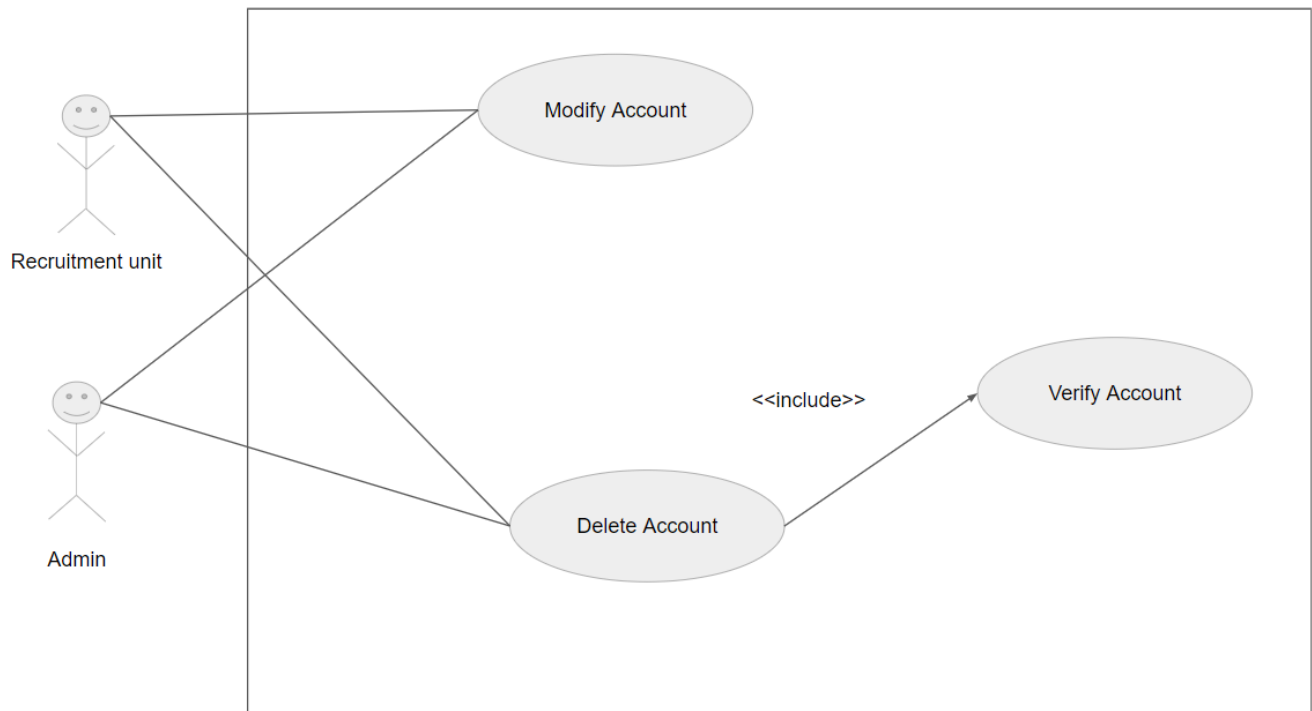 Modify Account
Recruitment unit
<<include>>
Verify Account
Delete Account
Admin